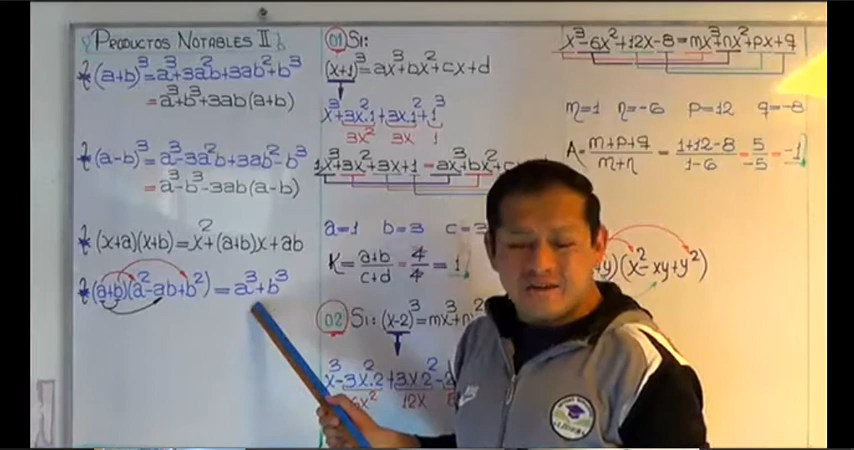 PRODUCTOS NOTABLES II
* (a+b)³=a³+3a²b+3ab²+b³
=a³+b³+3ab(a+b)
* (a-b)³=a³-3a²b+3ab²-b³
=a³-b³-3ab(a-b)
* (x+a)(x+b)=x²+(a+b)x+ab
* (a+b)(a²-ab+b²)=a³+b³
01 Si:
(x+1)³=ax³+bx²+cx+d
x³+3x².1+3x.1²+1³
3x² 3x 1
1x³+3x²+3x+1=ax³+bx²+c
a=1 b=3 c=3
K=a+b/c+d=4/4=1
02 Si: (x-2)³=mx³+n
x³-3x².2+3x2²-2
6x² 12x
x³-6x²+12x-8=mx³+nx²+px+q
m=1 n=-6 p=12 q=-8
A=m+p+q/m+n=1+12-8/1-6=5/-5=-1
+y)(x²-xy+y²)